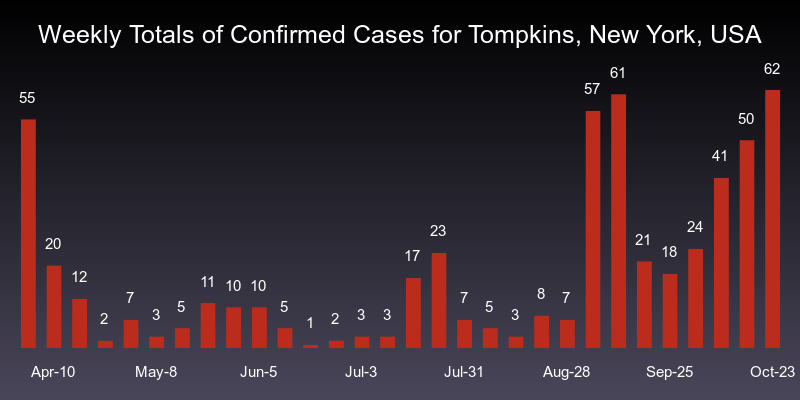 Weekly Totals of Confirmed Cases for Tompkins, New York, USA
55 20 12 2 7 3 5 11 10 10 5 1 2 3 3 17 23 7 5 3 8 7 57 61 21 18 24 41 50 62
Apr-10 May-8 Jun-5 Jul-3 Jul-31 Aug-28 Sep-25 Oct-23